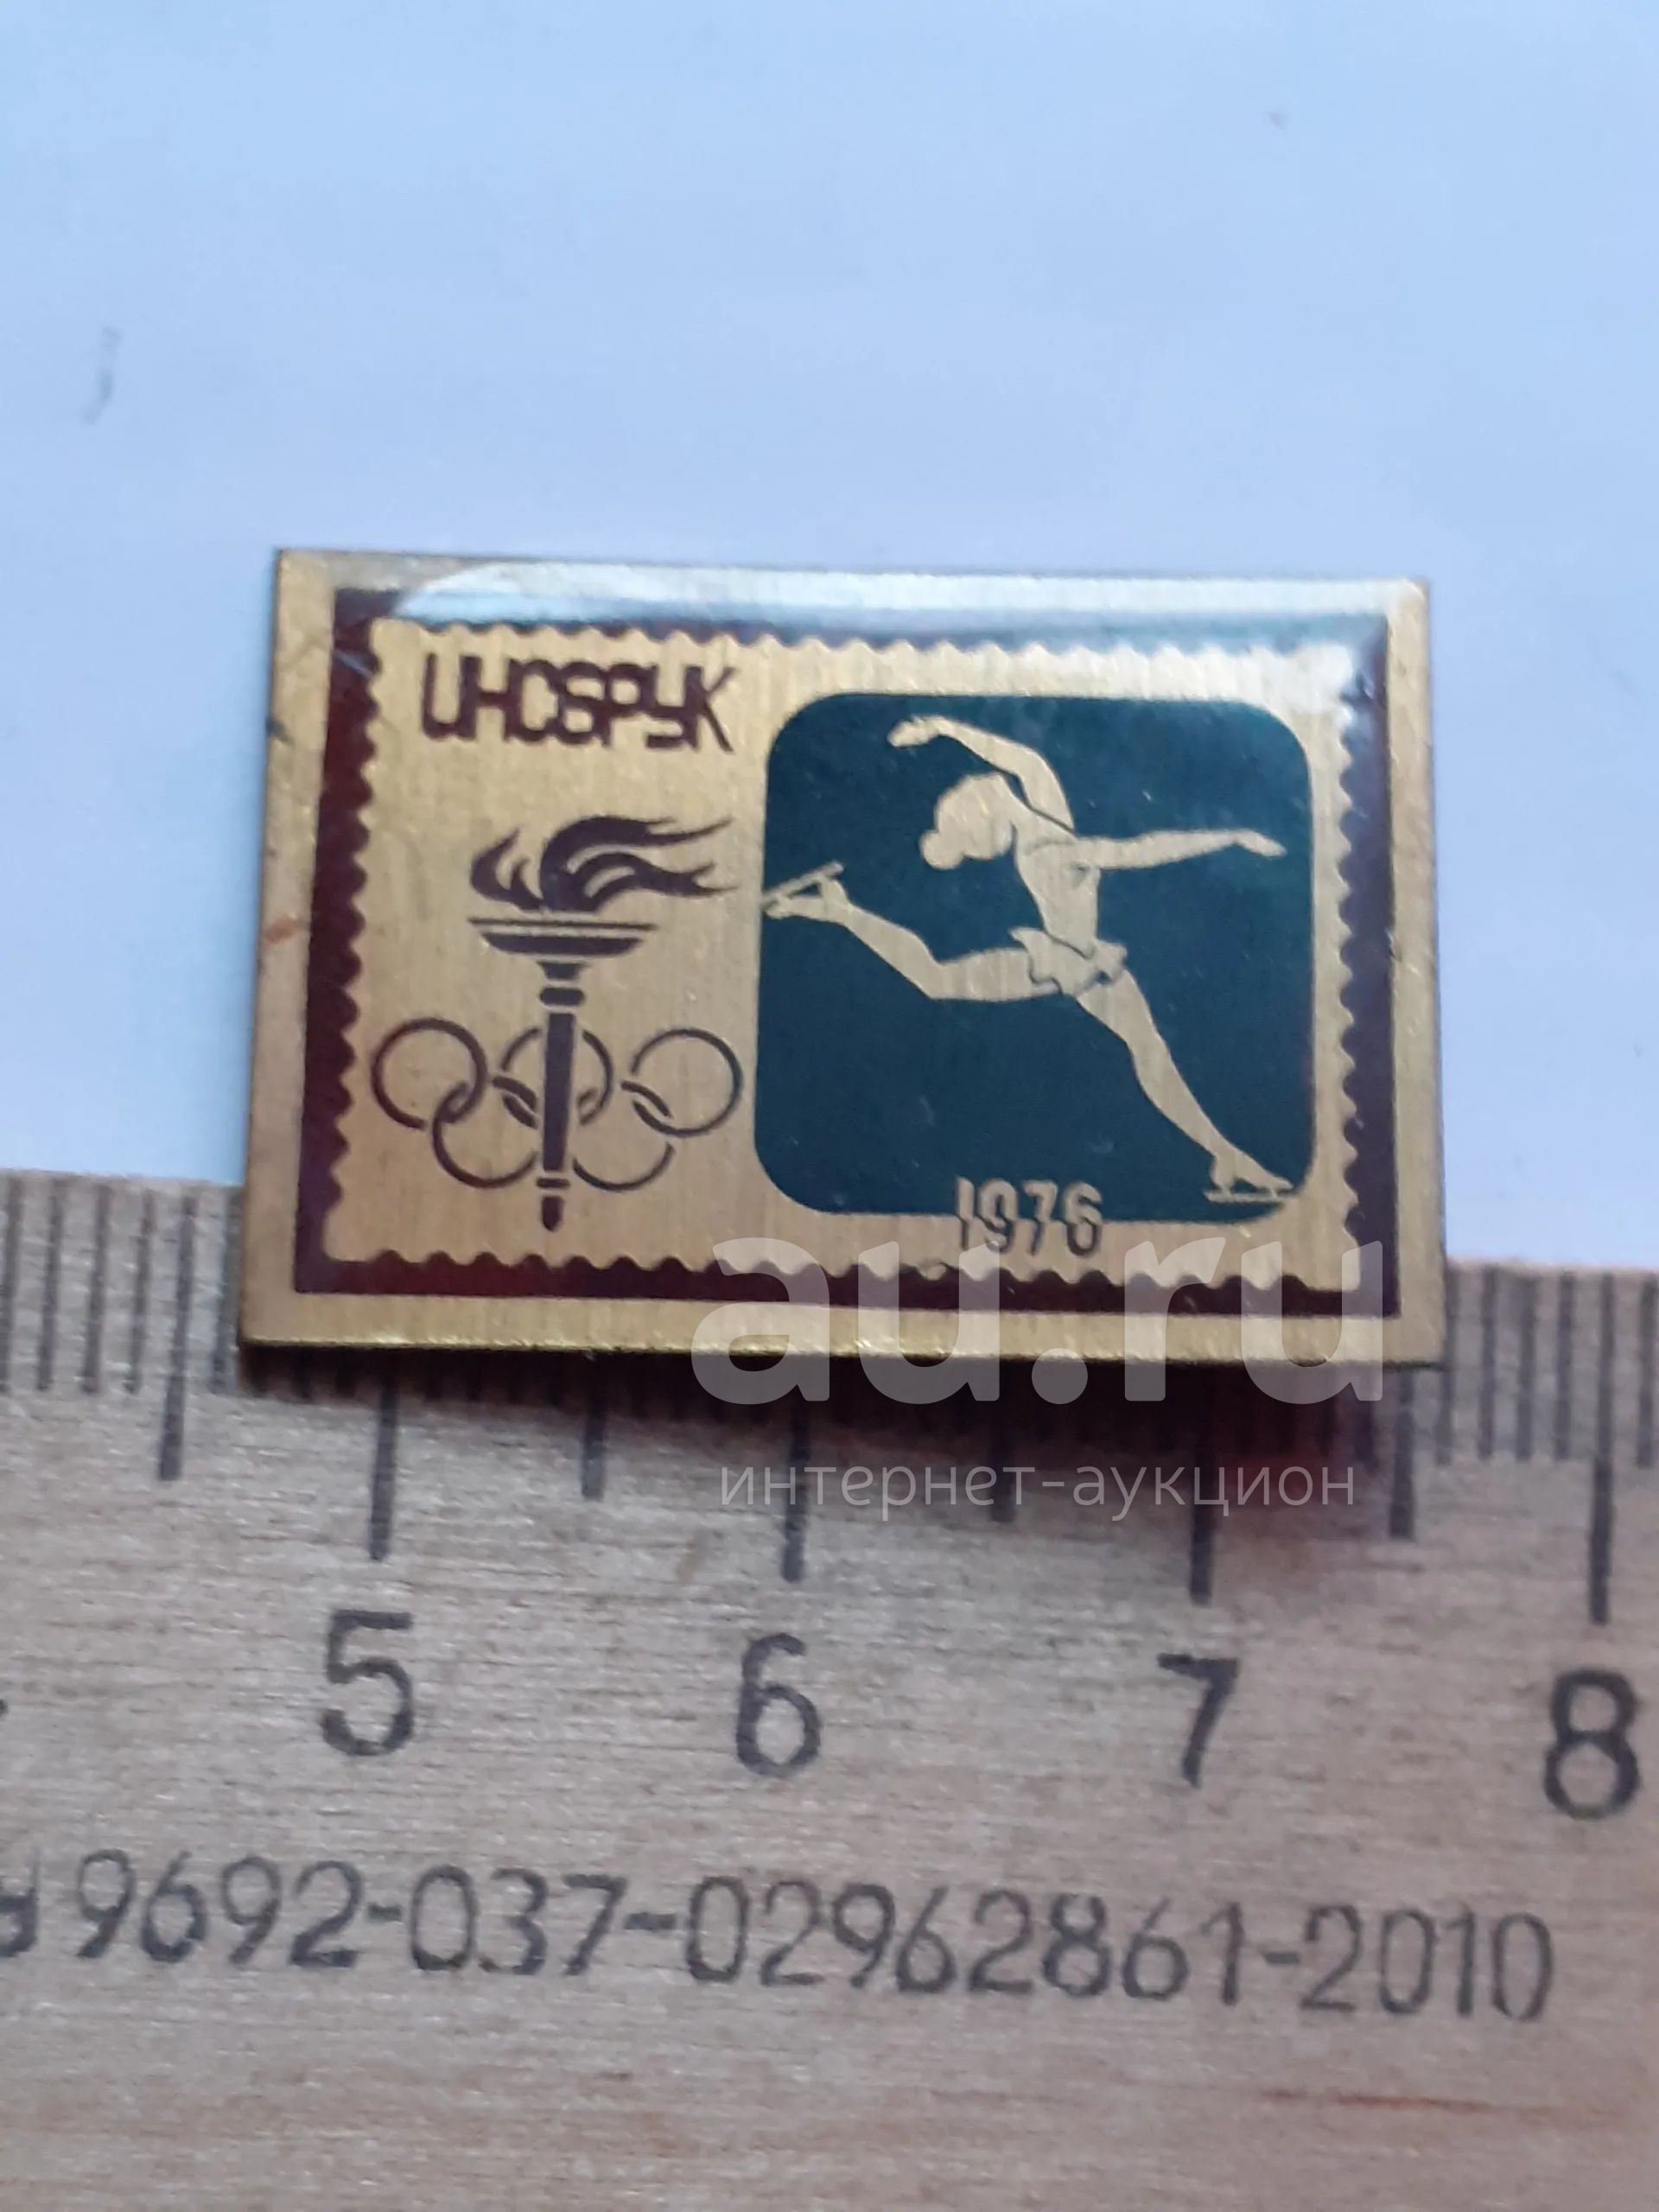 ИНСБРУК
1976
au.ru
интернет-аукцион
5 6 7 8
9692-037-02962861-2010